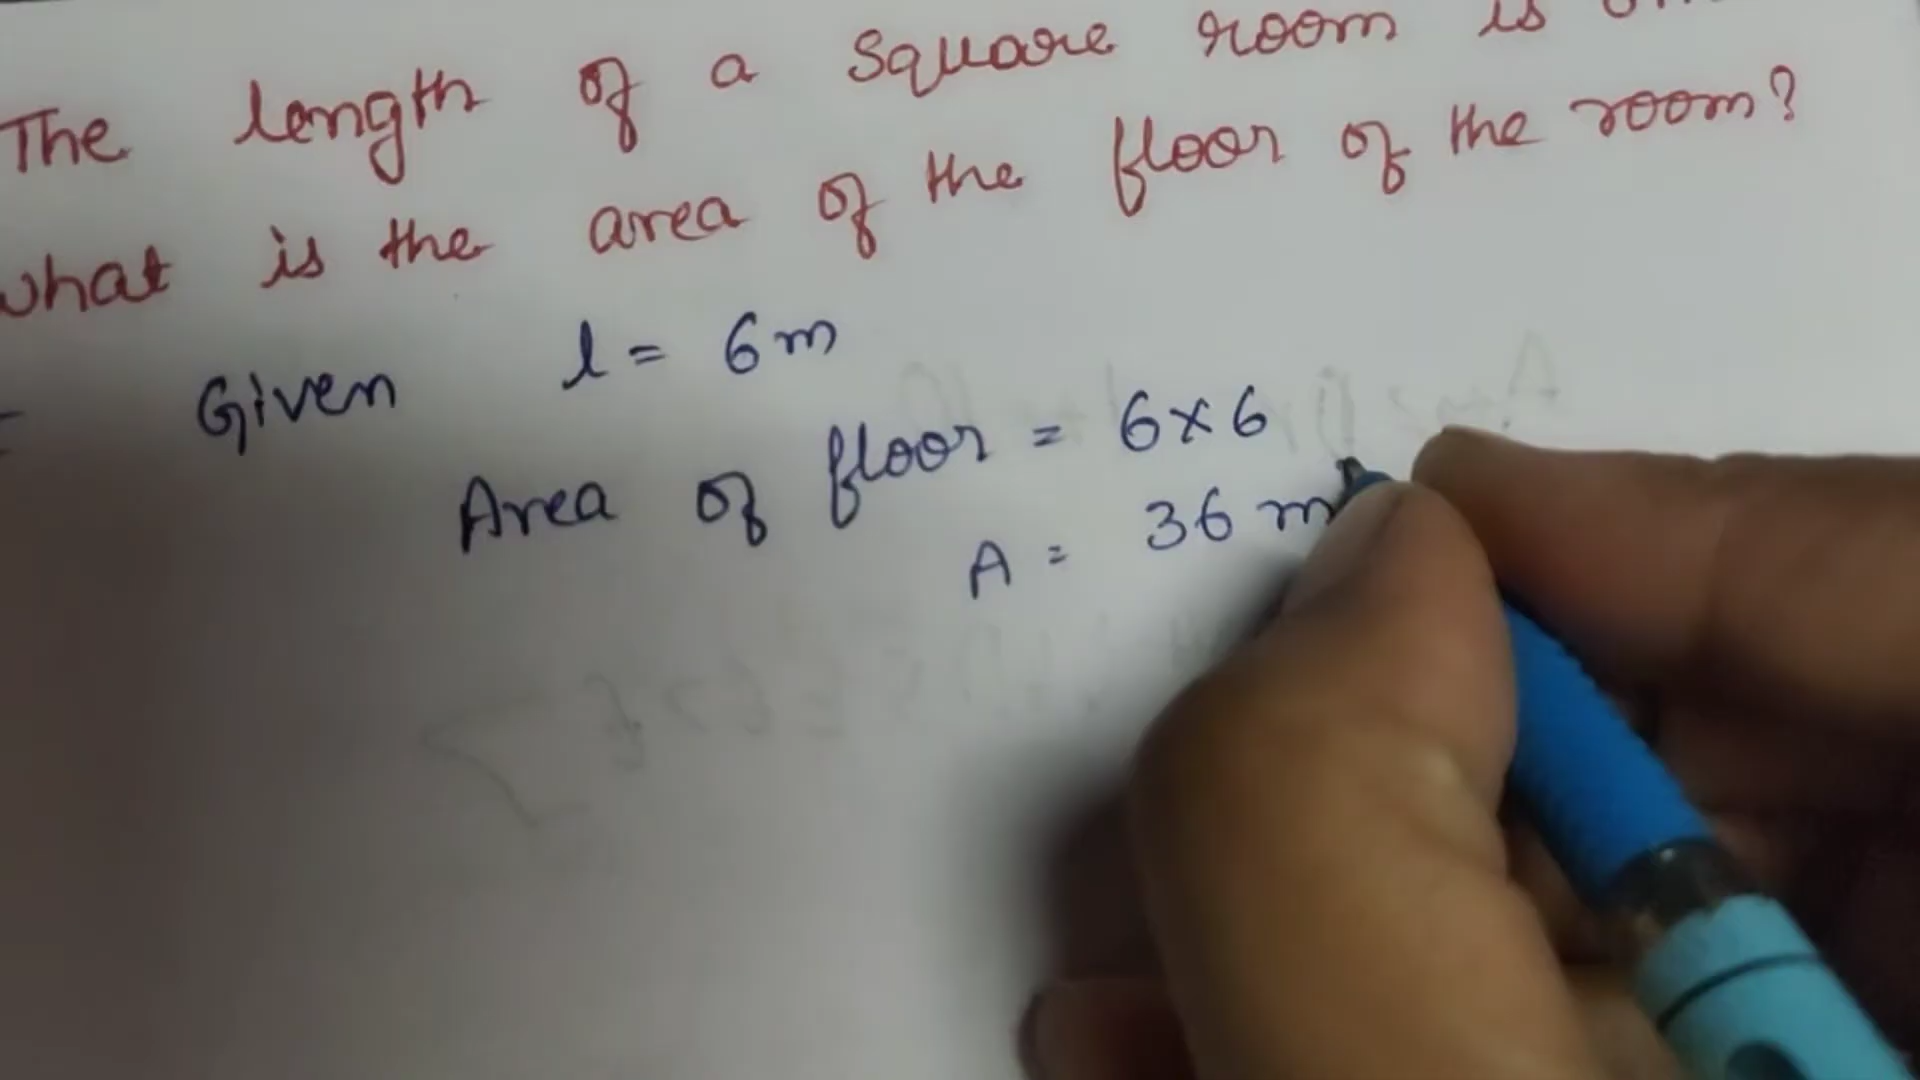 The length of a square room is
what is the area of the floor of the room?
Given l = 6m
Area of floor = 6×6
A = 36 m